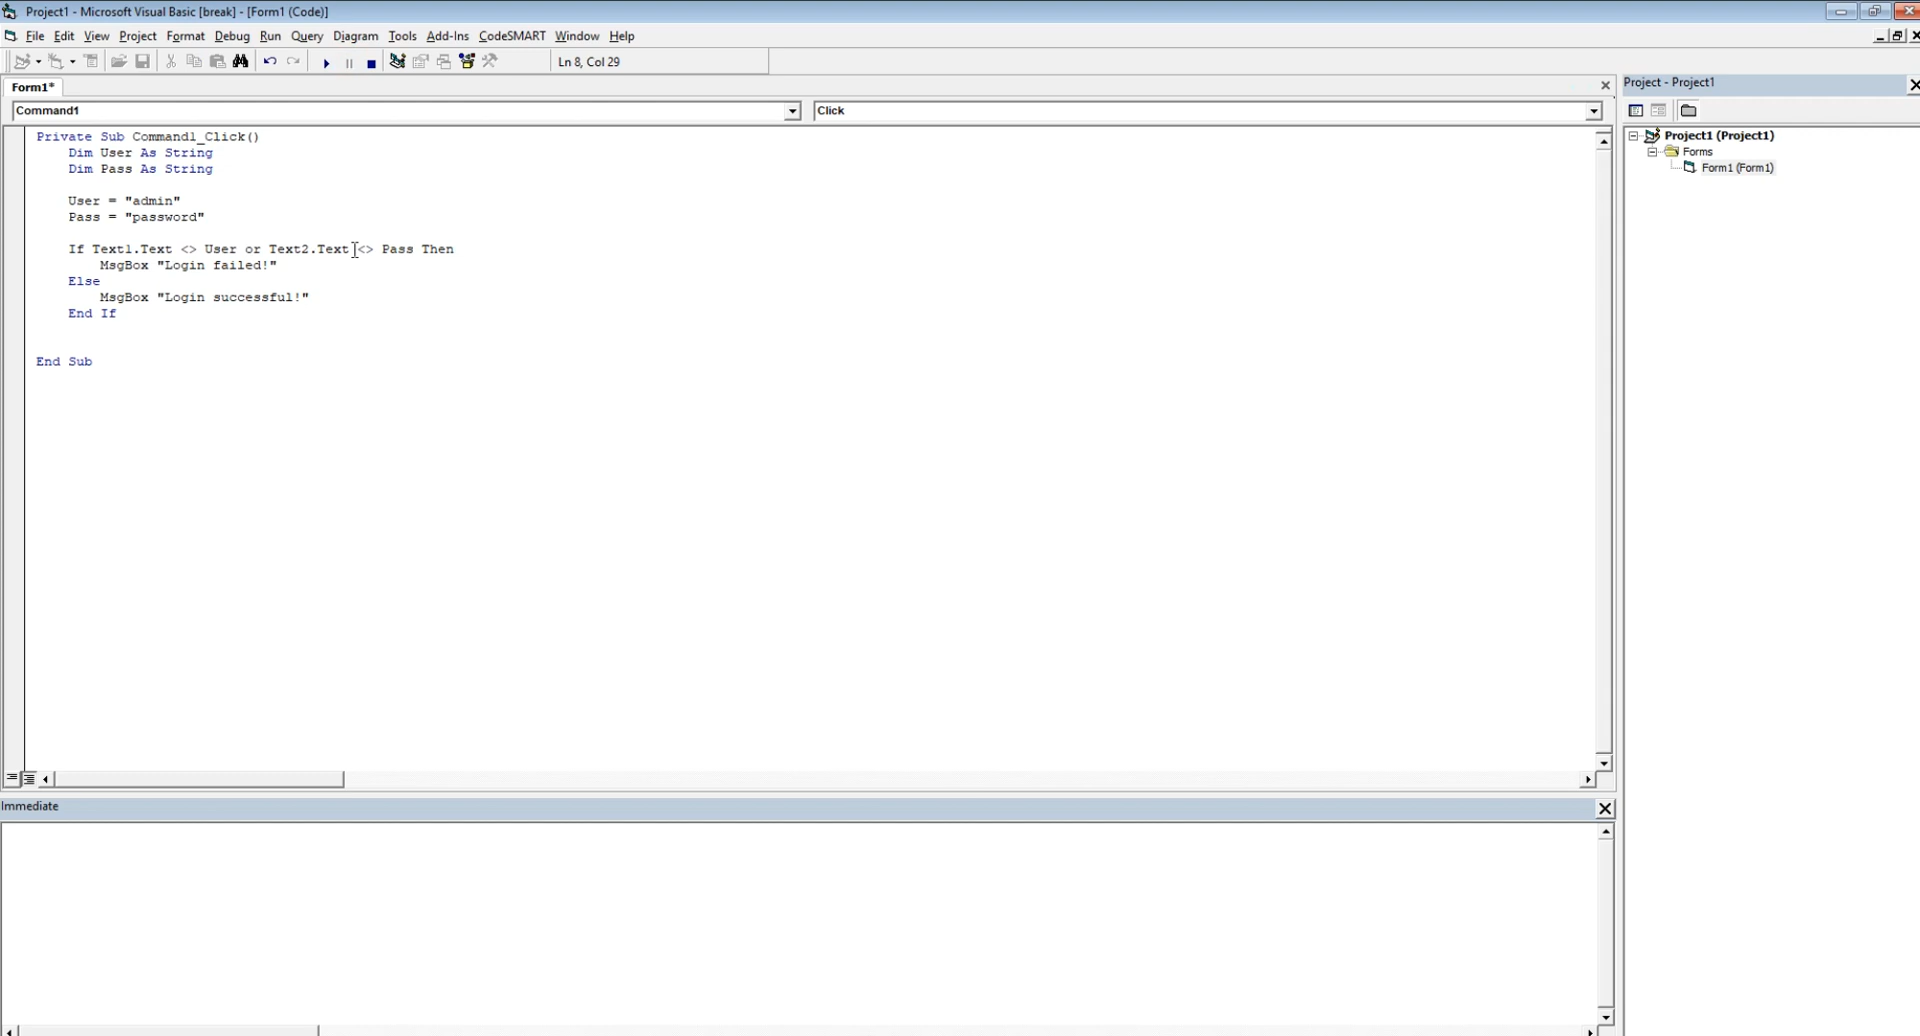 Project1 - Microsoft Visual Basic [break] - [Form1 (Code)]
File Edit View Project Format Debug Run Query Diagram Tools Add-Ins CodeSMART Window Help
Ln 8, Col 29
Form1*
Project - Project1
Command1
Click
Private Sub Command1_Click()
Dim User As String
Dim Pass As String
User = "admin"
Pass = "password"
If Text1.Text <> User or Text2.Text <> Pass Then
MsgBox "Login failed!"
Else
MsgBox "Login successful!"
End If
End Sub
Project1 (Project1)
Forms
Form1 (Form1)
Immediate